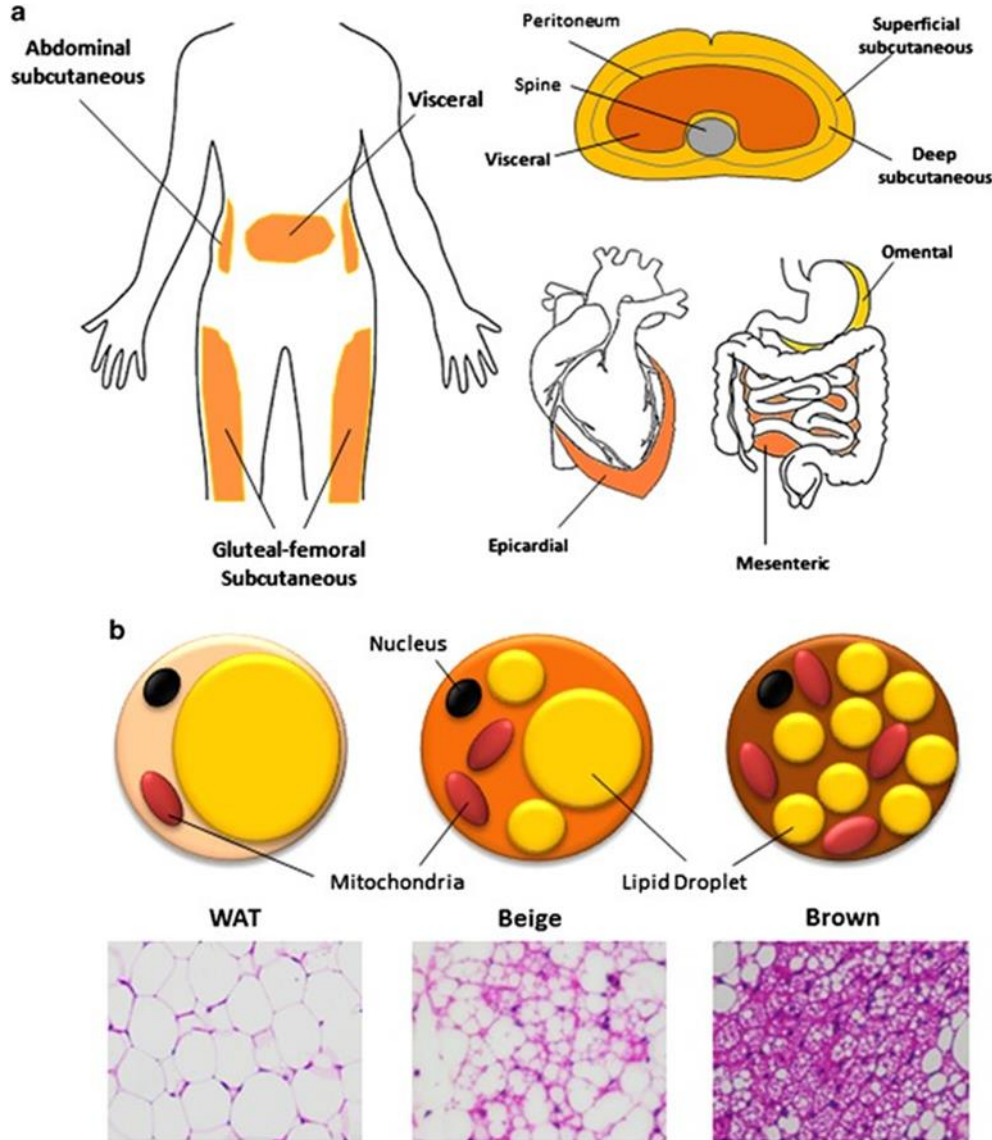 a
Abdominal
subcutaneous
Visceral
Gluteal-femoral
Subcutaneous
Peritoneum
Spine
Visceral
Superficial
subcutaneous
Deep
subcutaneous
Epicardial
Omental
Mesenteric
b
Nucleus
Mitochondria
Lipid Droplet
WAT
Beige
Brown